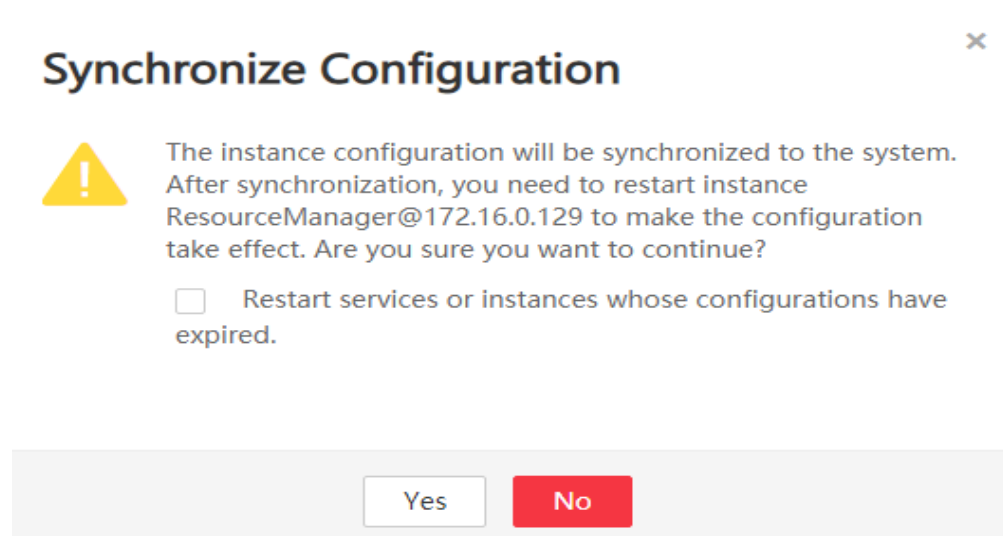 Synchronize Configuration
×
The instance configuration will be synchronized to the system.
After synchronization, you need to restart instance
ResourceManager@172.16.0.129 to make the configuration
take effect. Are you sure you want to continue?
Restart services or instances whose configurations have
expired.
Yes
No